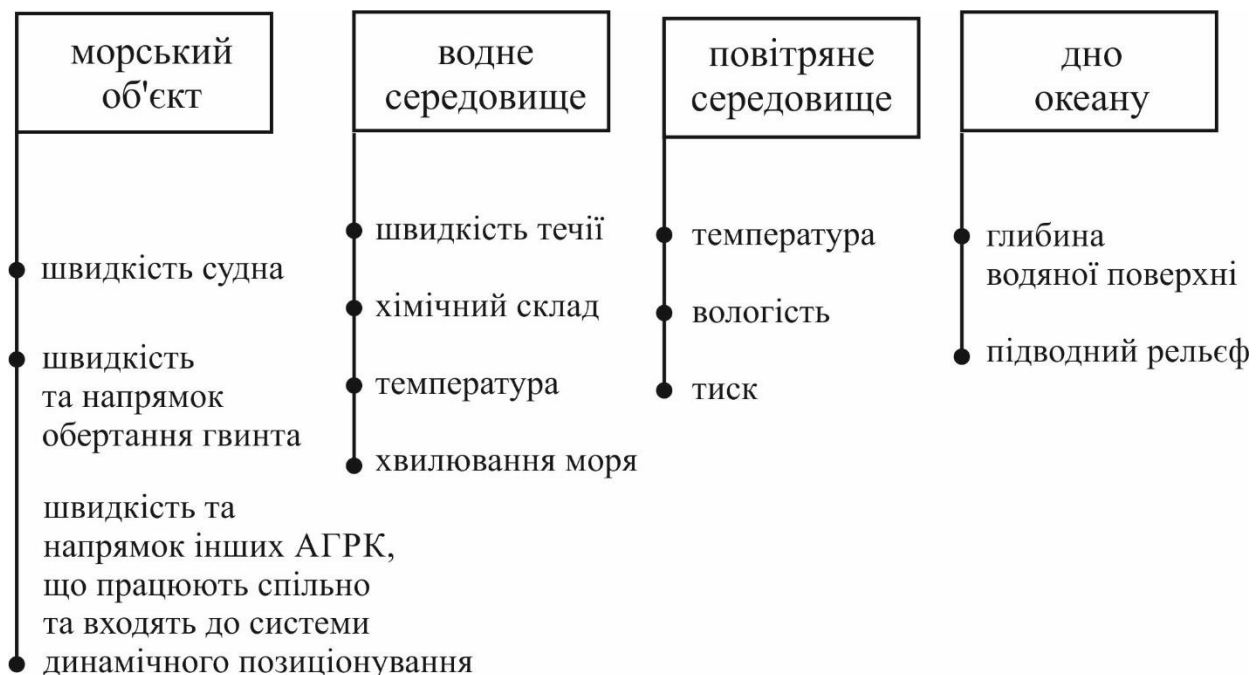 морський
об'єкт
швидкість судна
швидкість
та напрямок
обертання гвинта
швидкість та
напрямок інших АГРК,
що працюють спільно
та входять до системи
динамічного позиціонування
водне
середовище
швидкість течії
хімічний склад
температура
хвилювання моря
повітряне
середовище
температура
вологість
тиск
дно
океану
глибина
водяної поверхні
підводний рельєф